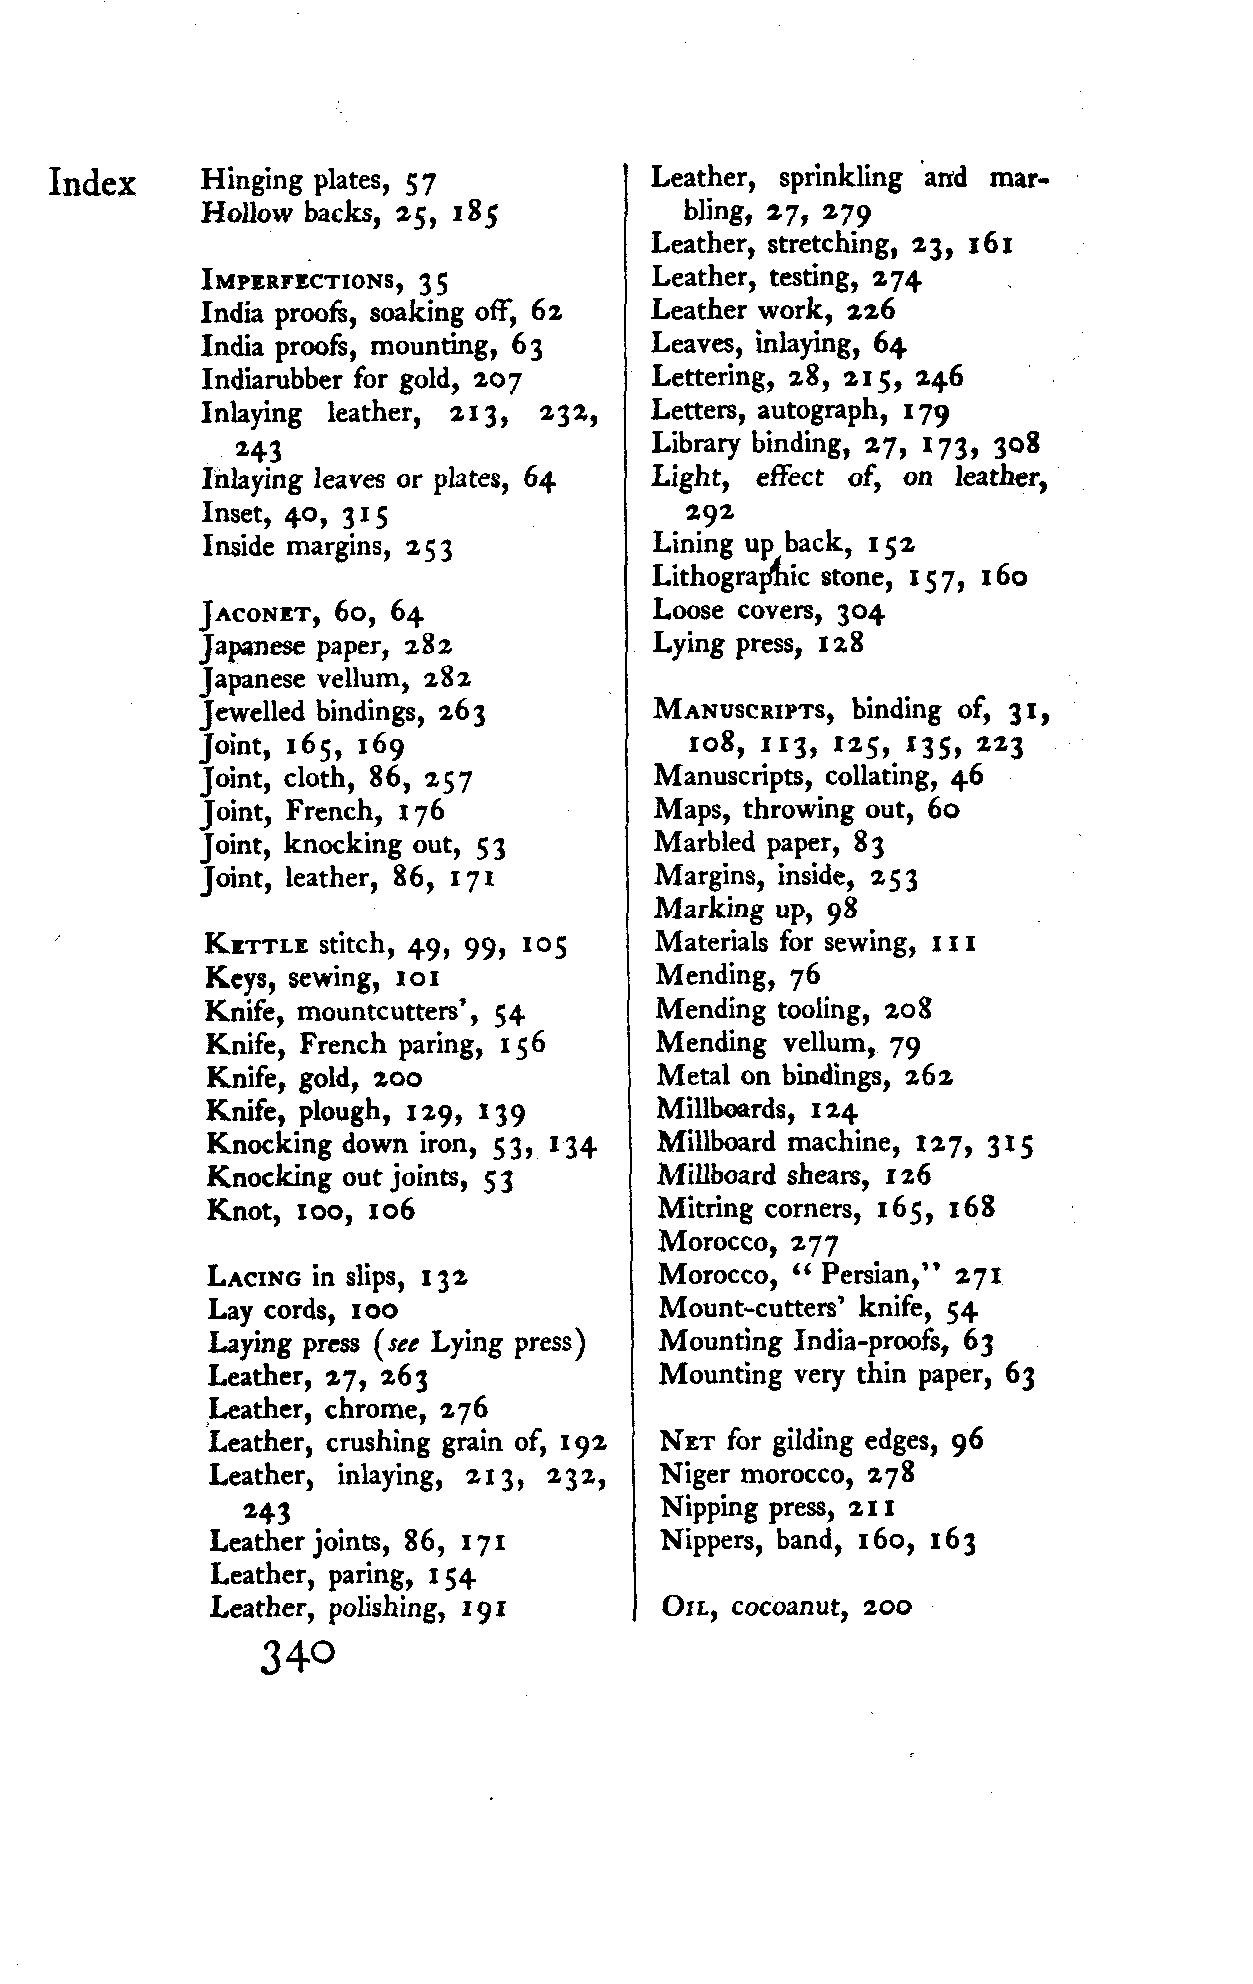 Index
Hinging plates, 57
Hollow backs, 25, 185
IMPERFECTIONS, 35
India proofs, soaking off, 62
India proofs, mounting, 63
Indiarubber for gold, 207
Inlaying leather, 213, 232,
243
Inlaying leaves or plates, 64
Inset, 40, 315
Inside margins, 253
JACONET, 60, 64
Japanese paper, 282
Japanese vellum, 282
Jewelled bindings, 263
Joint, 165, 169
Joint, cloth, 86, 257
Joint, French, 176
Joint, knocking out, 53
Joint, leather, 86, 171
KETTLE stitch, 49, 99, 105
Keys, sewing, 101
Knife, mountcutters', 54
Knife, French paring, 156
Knife, gold, 200
Knife, plough, 129, 139
Knocking down iron, 53, 134
Knocking out joints, 53
Knot, 100, 106
LACING in slips, 132
Lay cords, 100
Laying press (see Lying press)
Leather, 27, 263
Leather, chrome, 276
Leather, crushing grain of, 192
Leather, inlaying, 213, 232,
243
Leather joints, 86, 171
Leather, paring, 154
Leather, polishing, 191
Leather, sprinkling and mar-
bling, 27, 279
Leather, stretching, 23, 161
Leather, testing, 274
Leather work, 226
Leaves, inlaying, 64
Lettering, 28, 215, 246
Letters, autograph, 179
Library binding, 27, 173, 308
Light, effect of, on leather,
292
Lining up back, 152
Lithographic stone, 157, 160
Loose covers, 304
Lying press, 128
MANUSCRIPTS, binding of, 31,
108, 113, 125, 135, 223
Manuscripts, collating, 46
Maps, throwing out, 60
Marbled paper, 83
Margins, inside, 253
Marking up, 98
Materials for sewing, 111
Mending, 76
Mending tooling, 208
Mending vellum, 79
Metal on bindings, 262
Millboards, 124
Millboard machine, 127, 315
Millboard shears, 126
Mitring corners, 165, 168
Morocco, 277
Morocco, "Persian," 271
Mount-cutters' knife, 54
Mounting India-proofs, 63
Mounting very thin paper, 63
NET for gilding edges, 96
Niger morocco, 278
Nipping press, 211
Nippers, band, 160, 163
OIL, cocoanut, 200
340